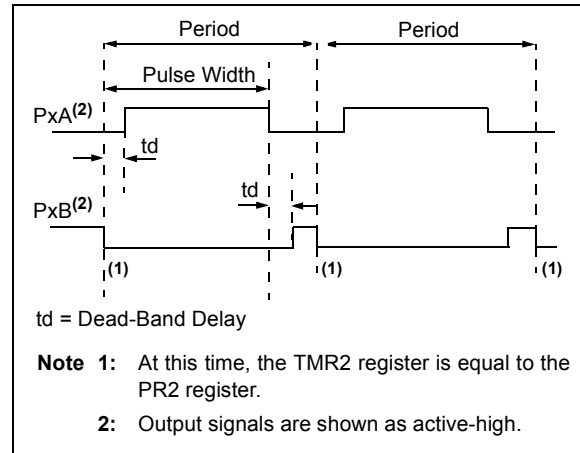 Period
Period
Pulse Width
PxA(2)
td
td
PxB(2)
(1)
(1)
(1)
td = Dead-Band Delay
Note 1: At this time, the TMR2 register is equal to the
PR2 register.
2: Output signals are shown as active-high.